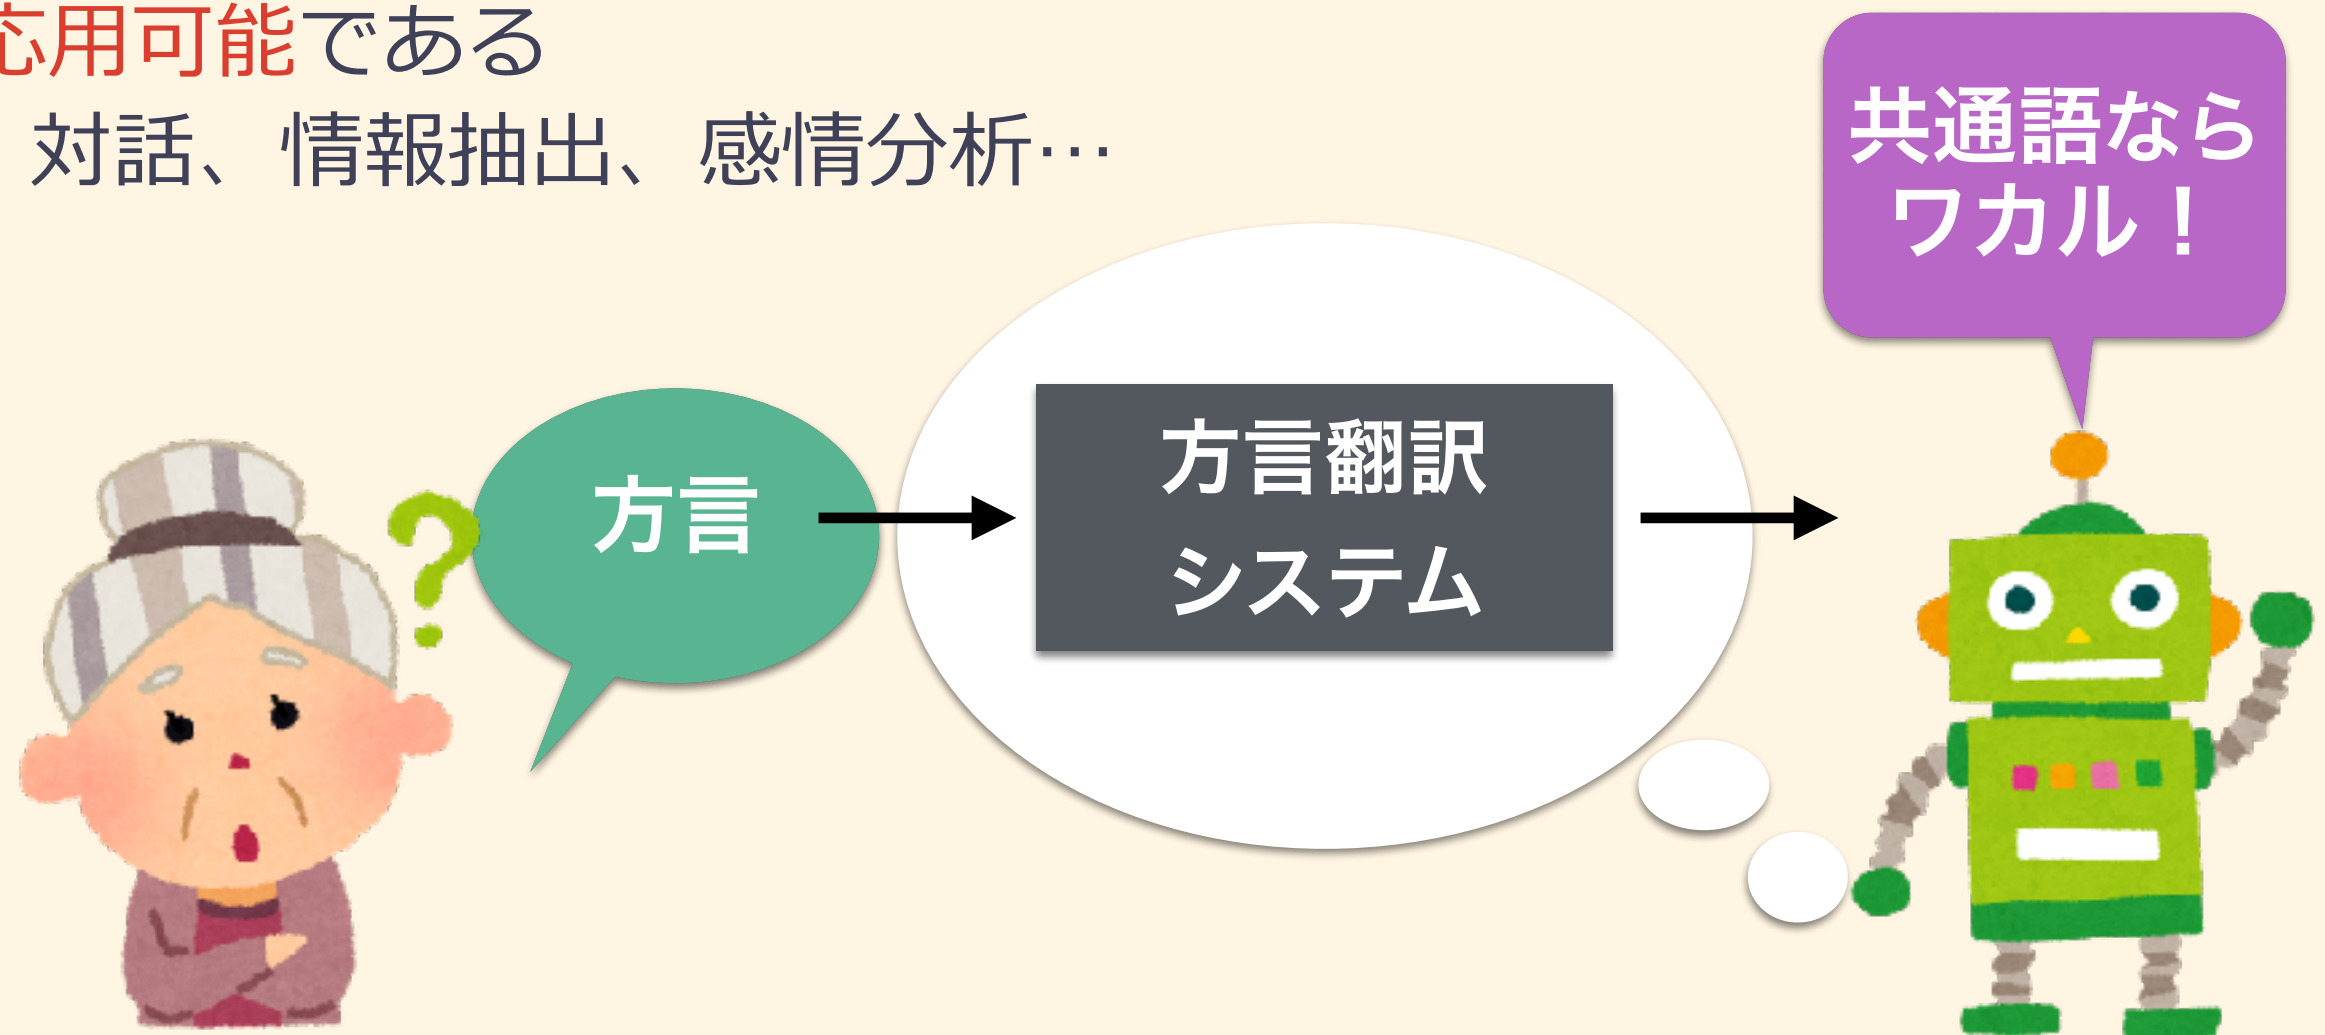 応用可能である
対話、情報抽出、感情分析…
共通語なら
ワカル！
方言
方言翻訳
システム
?